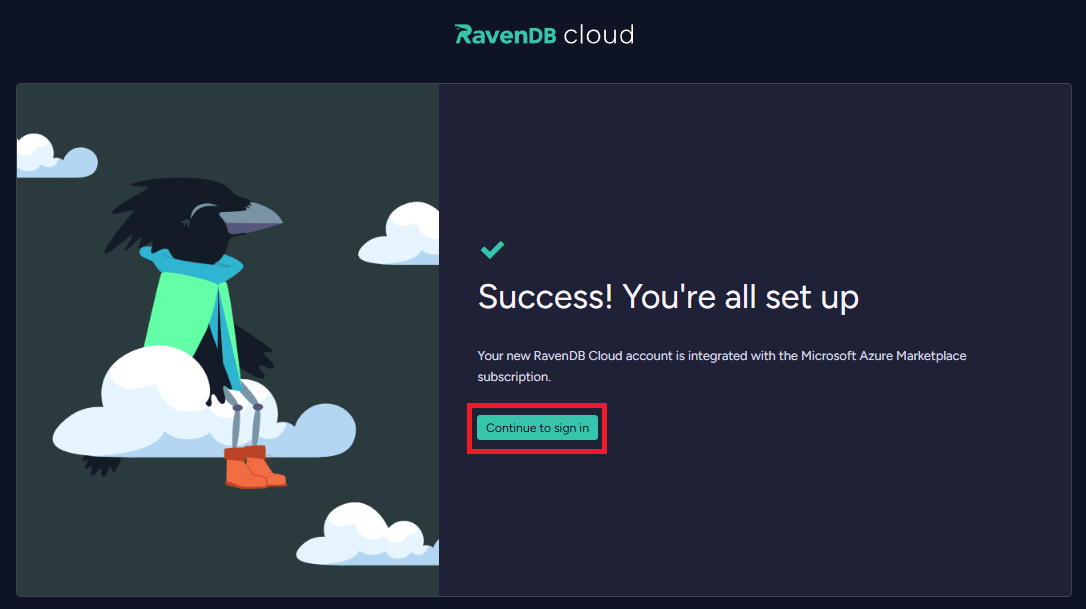 RavenDB cloud
Success! You're all set up
Your new RavenDB Cloud account is integrated with the Microsoft Azure Marketplace
subscription.
Continue to sign in